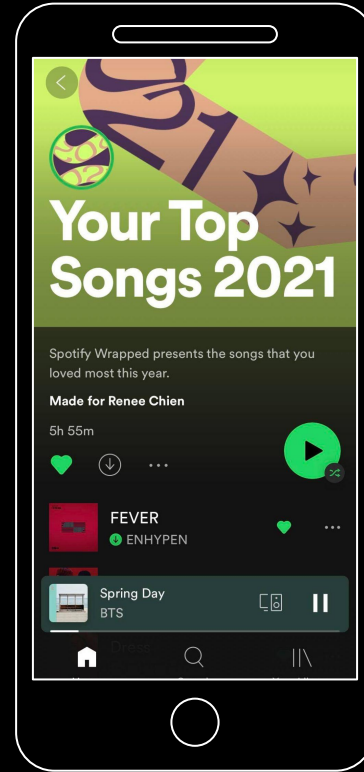 Your Top
Songs 2021
Spotify Wrapped presents the songs that you
loved most this year.
Made for Renee Chien
5h 55m
FEVER
ENHYPEN
Spring Day
BTS